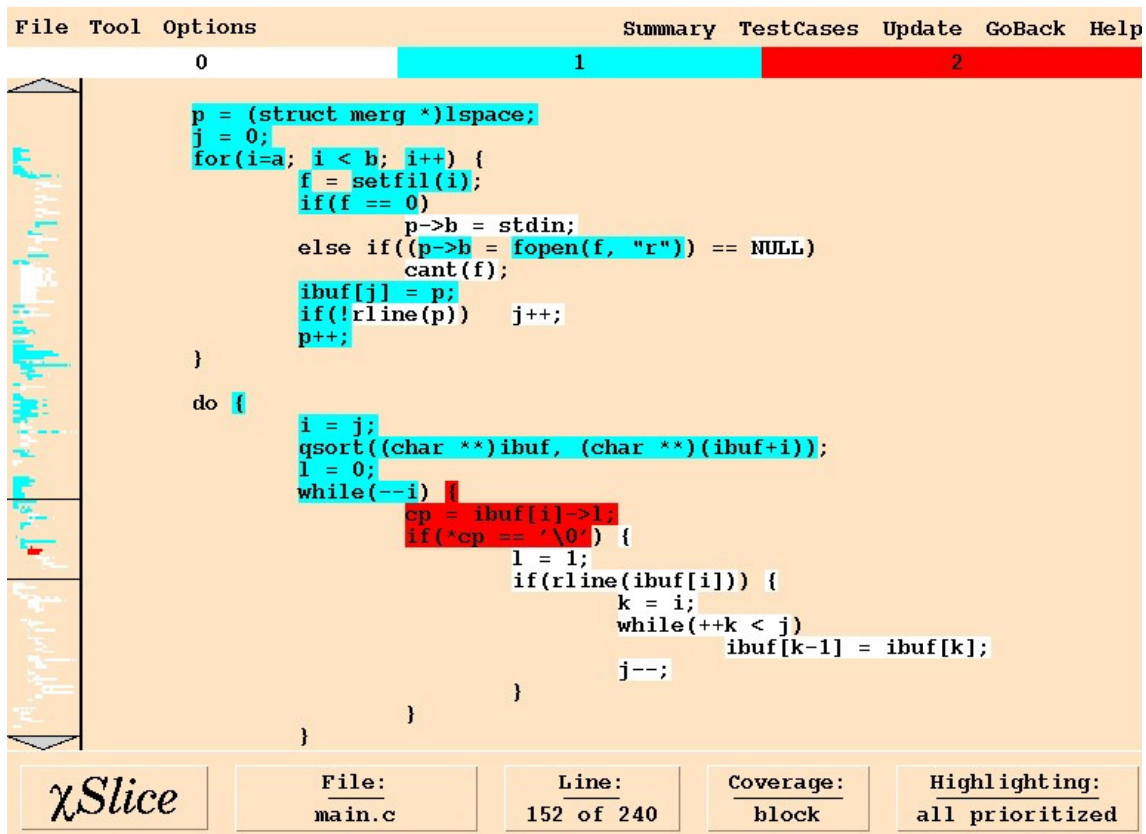 File Tool Options Summary TestCases Update GoBack Help
0 1 2
p = (struct merg *)lspace;
j = 0;
for(i=a; i < b; i++) {
f = setfil(i);
if(f == 0)
p->b = stdin;
else if((p->b = fopen(f, "r")) == NULL)
cant(f);
ibuf[j] = p;
if(!rline(p)) j++;
p++;
}
do {
i = j;
qsort((char **)ibuf, (char **)(ibuf+i));
l = 0;
while(--i) {
cp = ibuf[i]->l;
if(*cp == '\0') {
l = 1;
if(rline(ibuf[i])) {
k = i;
while(++k < j)
ibuf[k-1] = ibuf[k];
j--;
}
}
}
χSlice
File:
main.c
Line:
152 of 240
Coverage:
block
Highlighting:
all prioritized